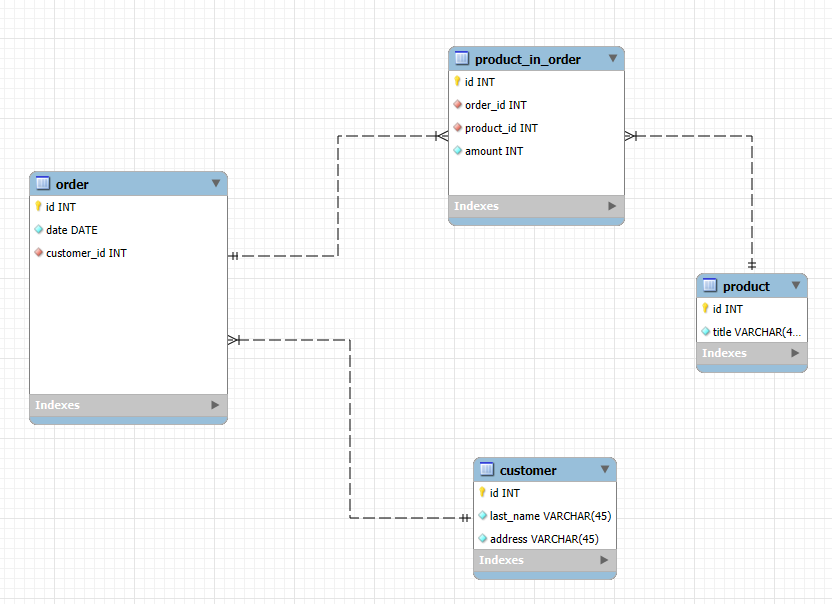 product_in_order
id INT
order_id INT
product_id INT
amount INT
Indexes
order
id INT
date DATE
customer_id INT
Indexes
product
id INT
title VARCHAR(4...
Indexes
customer
id INT
last_name VARCHAR(45)
address VARCHAR(45)
Indexes